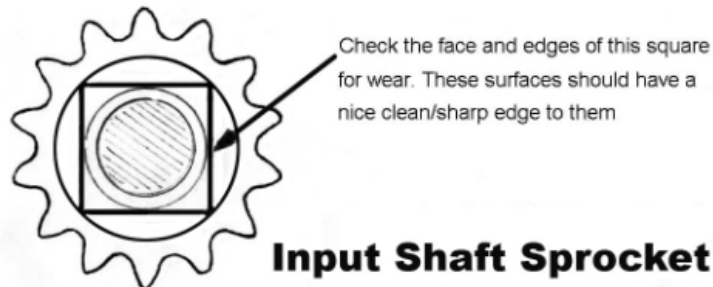 Check the face and edges of this square
for wear. These surfaces should have a
nice clean/sharp edge to them
Input Shaft Sprocket